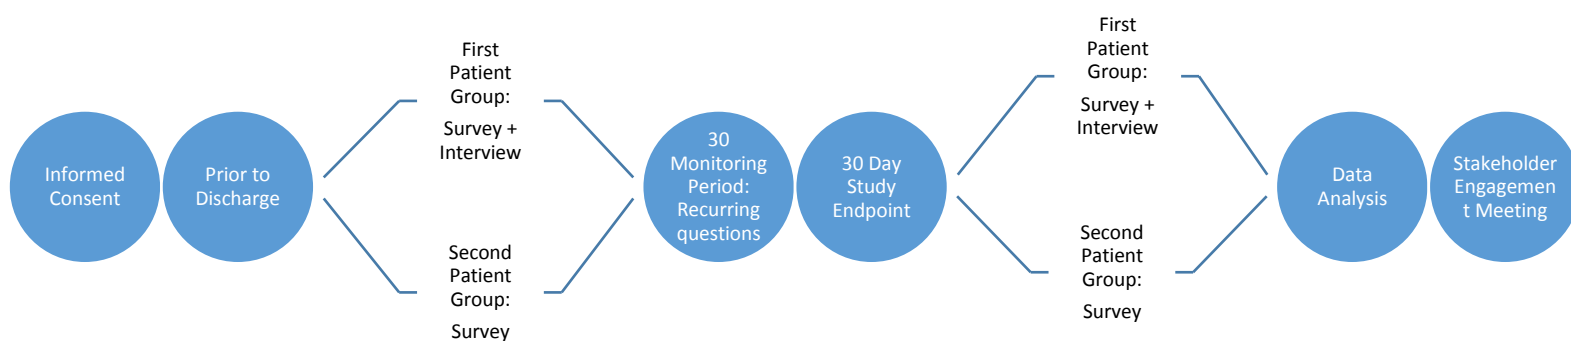 Informed
Consent
Prior to
Discharge
First
Patient
Group:
Survey +
Interview
Second
Patient
Group:
Survey
30
Monitoring
Period:
Recurring
questions
30 Day
Study
Endpoint
First
Patient
Group:
Survey +
Interview
Second
Patient
Group:
Survey
Data
Analysis
Stakeholder
Engagemen
t Meeting